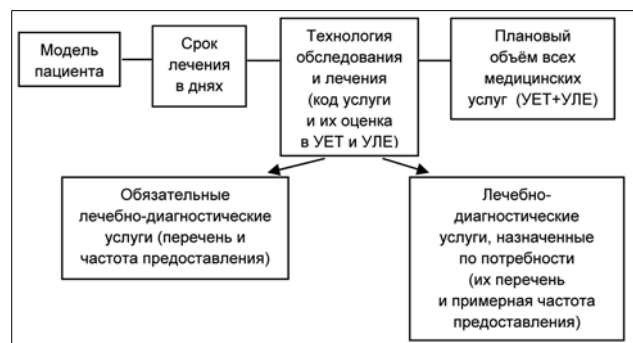 Модель
пациента
Срок
лечения
в днях
Технология
обследования
и лечения
(код услуги
и их оценка
в УЕТ и УЛЕ)
Плановый
объём всех
медицинских
услуг (УЕТ+УЛЕ)
Обязательные
лечебно-диагностические
услуги (перечень и
частота предоставления)
Лечебно-
диагностические
услуги, назначенные
по потребности
(их перечень
и примерная частота
предоставления)